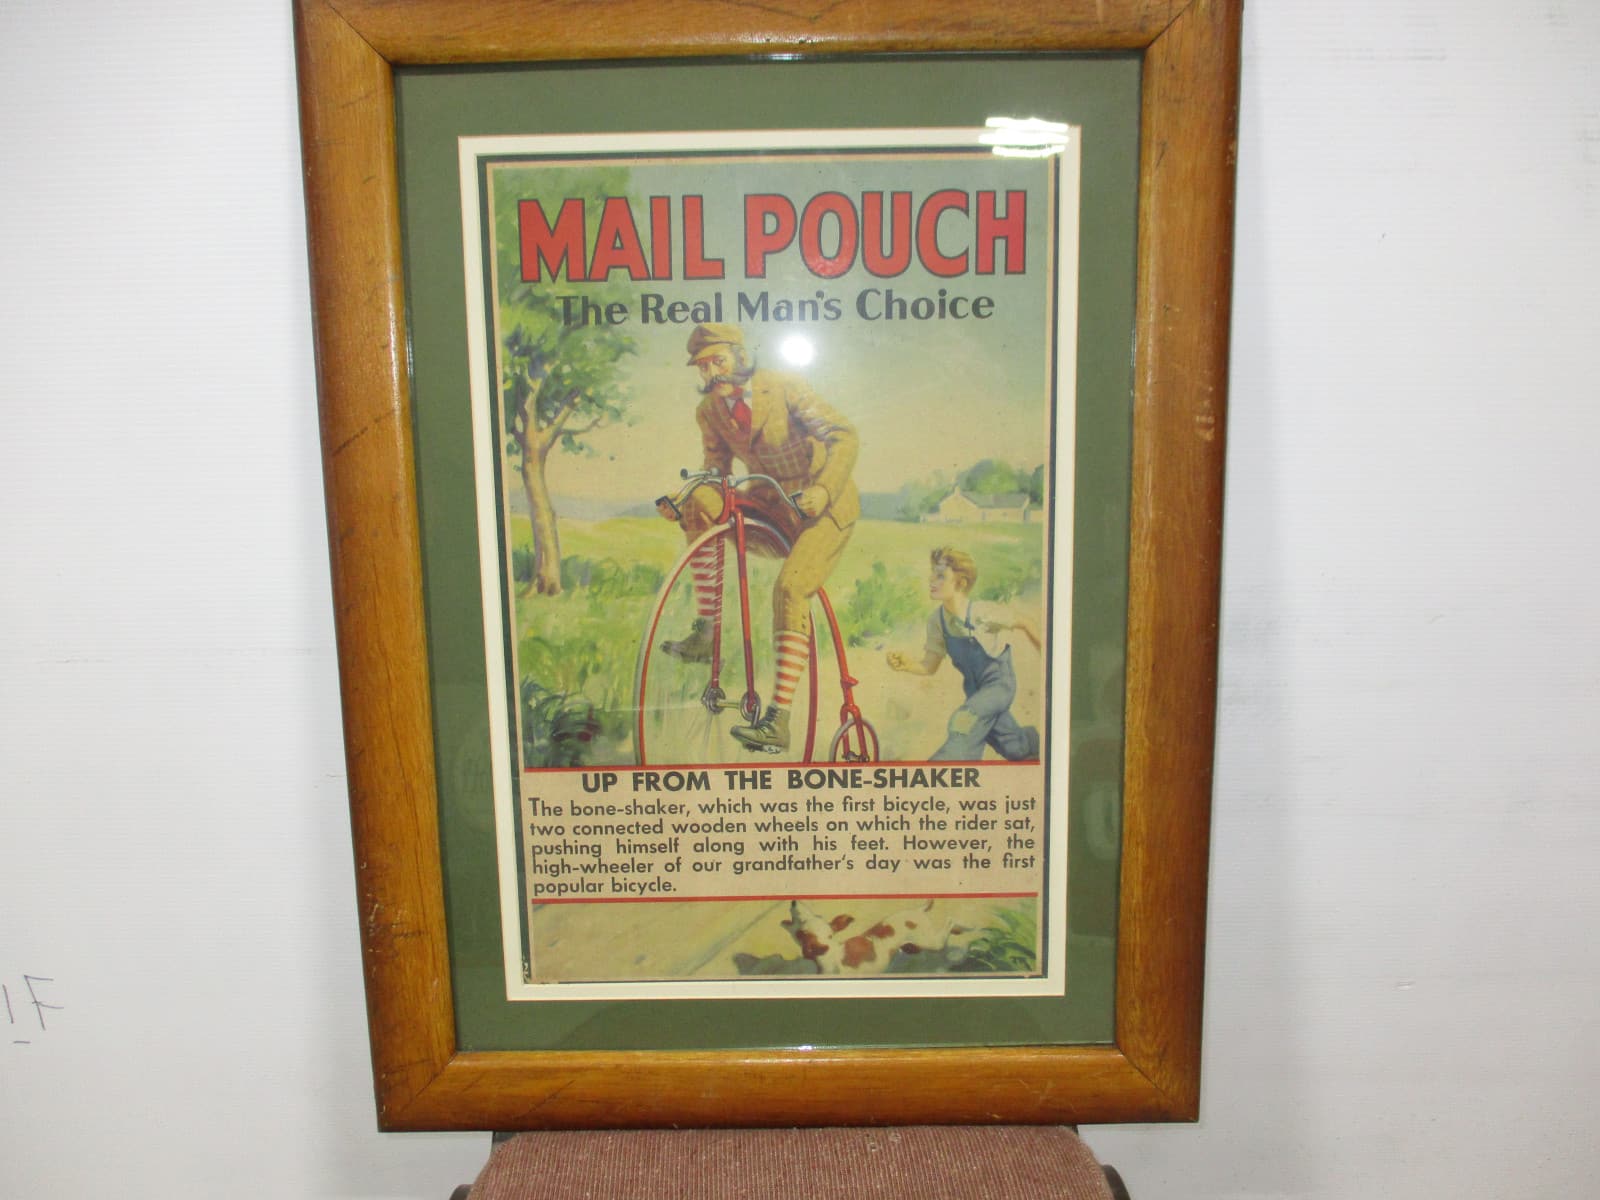 MAIL POUCH
The Real Man's Choice
UP FROM THE BONE-SHAKER
The bone-shaker, which was the first bicycle, was just
two connected wooden wheels on which the rider sat,
pushing himself along with his feet. However, the
high-wheeler of our grandfather's day was the first
popular bicycle.